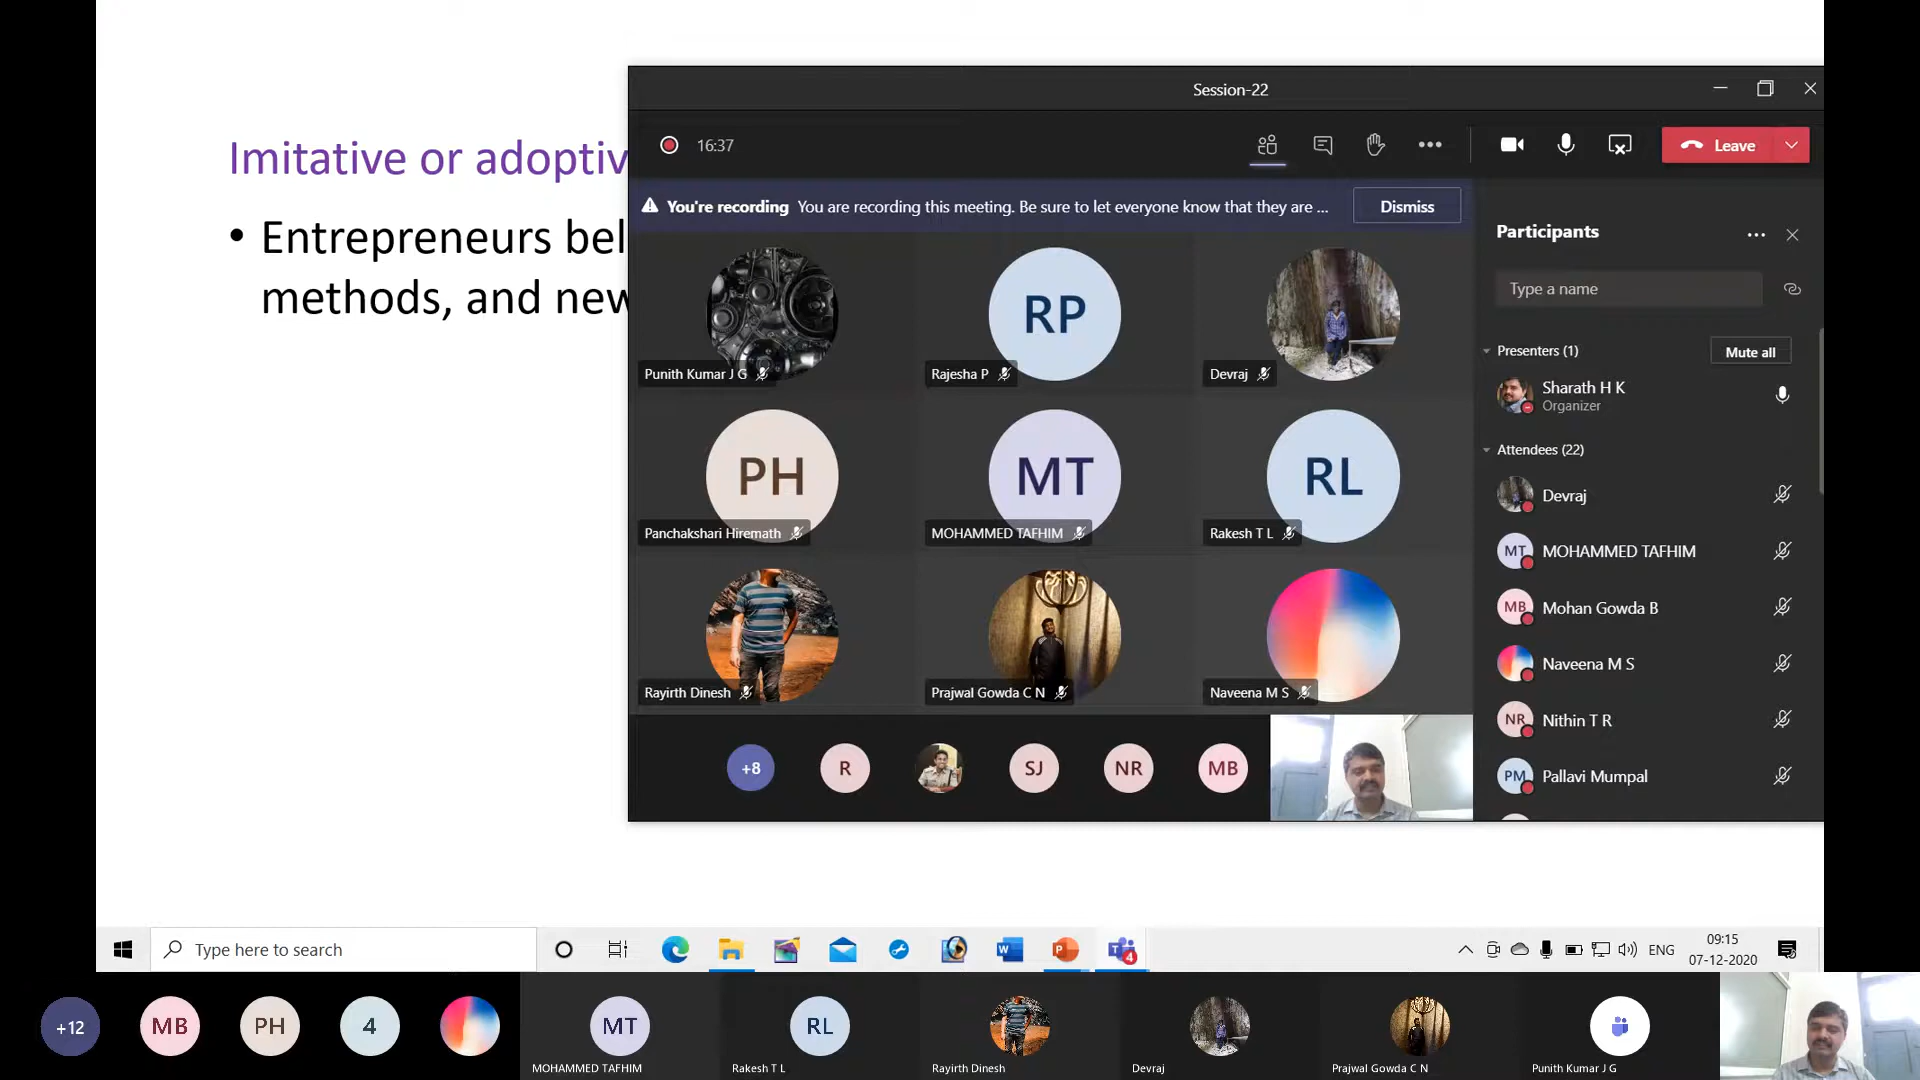 Session-22
Imitative or adoptiv
• Entrepreneurs bel
methods, and new
16:37
Leave
You're recording You are recording this meeting. Be sure to let everyone know that they are ...
Dismiss
RP
Punith Kumar J G
Rajesha P
Devraj
PH
MT
RL
Panchakshari Hiremath
MOHAMMED TAFHIM
Rakesh T L
Rayirth Dinesh
Prajwal Gowda C N
Naveena M S
+8
R
SJ
NR
MB
Participants
Type a name
Presenters (1)
Mute all
Sharath H K
Organizer
Attendees (22)
Devraj
MT
MOHAMMED TAFHIM
MB
Mohan Gowda B
Naveena M S
NR
Nithin T R
PM
Pallavi Mumpal
Type here to search
W
P
4
ENG
09:15
07-12-2020
+12
MB
PH
4
MT
RL
MOHAMMED TAFHIM
Rakesh T L
Rayirth Dinesh
Devraj
Prajwal Gowda C N
Punith Kumar J G